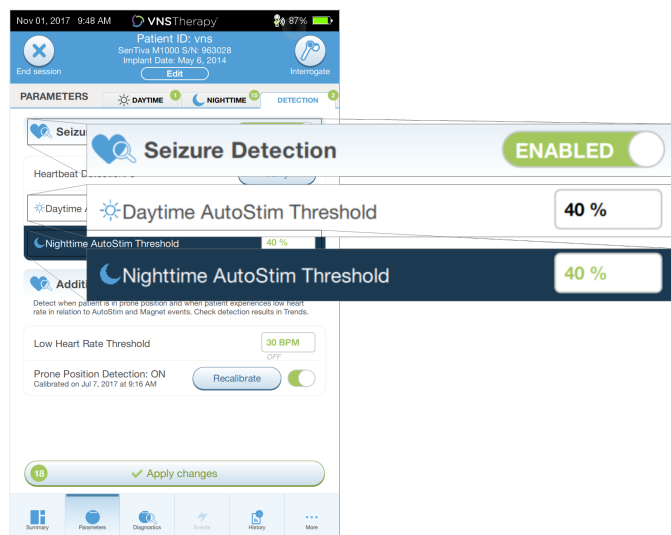 Nov 01, 2017 9:48 AM VNSTherapy 87%
Patient ID: vns
SenTiva M1000 S/N: 963028
Implant Date: May 6, 2014
End session Edit Interrogate
PARAMETERS DAYTIME 1 NIGHTTIME 15 DETECTION 2
Seizu
Seizure Detection ENABLED
Heartbeat D
Daytime A
Daytime AutoStim Threshold 40 %
Nighttime AutoStim Threshold 40 %
Nighttime AutoStim Threshold 40 %
Additi
Detect when patient is in prone position and when patient experiences low heart
rate in relation to AutoStim and Magnet events. Check detection results in Trends.
Low Heart Rate Threshold 30 BPM
OFF
Prone Position Detection: ON
Calibrated on Jul 7, 2017 at 9:16 AM Recalibrate
18 Apply changes
Summary Parameters Diagnostics Events History More